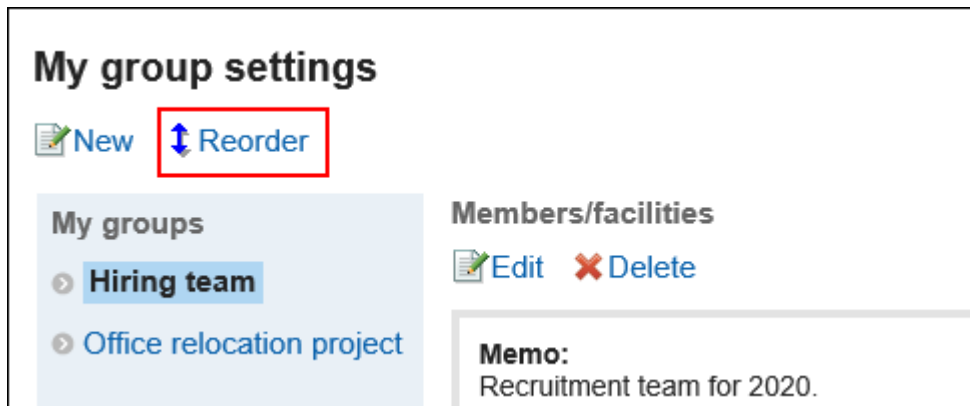 My group settings
New Reorder
My groups
Hiring team
Office relocation project
Members/facilities
Edit Delete
Memo:
Recruitment team for 2020.